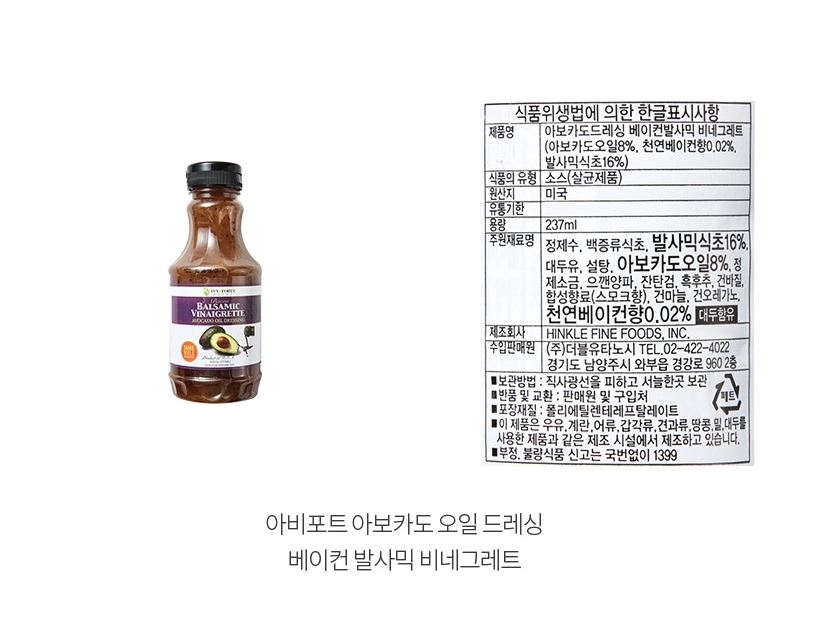 BALSAMIC
VINAIGRETTE
AVOCADO OIL DRESSING
식품위생법에 의한 한글표시사항
제품명 아보카도드레싱 베이컨발사믹 비네그레트
(아보카도오일8%, 천연베이컨향0.02%,
발사믹식초16%)
식품의 유형 소스(살균제품)
원산지 미국
유통기한
용량 237ml
주원재료명 정제수, 백증류식초, 발사믹식초16%,
대두유, 설탕, 아보카도오일8%, 정
제소금, 으깬양파, 잔탄검, 흑후추, 건바질,
합성향료(스모크향), 건마늘, 건오레가노,
천연베이컨향0.02% 대두함유
제조회사 HINKLE FINE FOODS, INC.
수입판매원 (주)더블유타노시 TEL.02-422-4022
경기도 남양주시 와부읍 경강로 960 2층
■보관방법 : 직사광선을 피하고 서늘한곳 보관
■반품 및 교환 : 판매원 및 구입처
■포장재질 : 폴리에틸렌테레프탈레이트
페트
■이 제품은 우유,계란,어류,갑각류,견과류,땅콩,밀,대두를
사용한 제품과 같은 제조 시설에서 제조하고 있습니다.
■부정, 불량식품 신고는 국번없이 1399
아비포트 아보카도 오일 드레싱
베이컨 발사믹 비네그레트